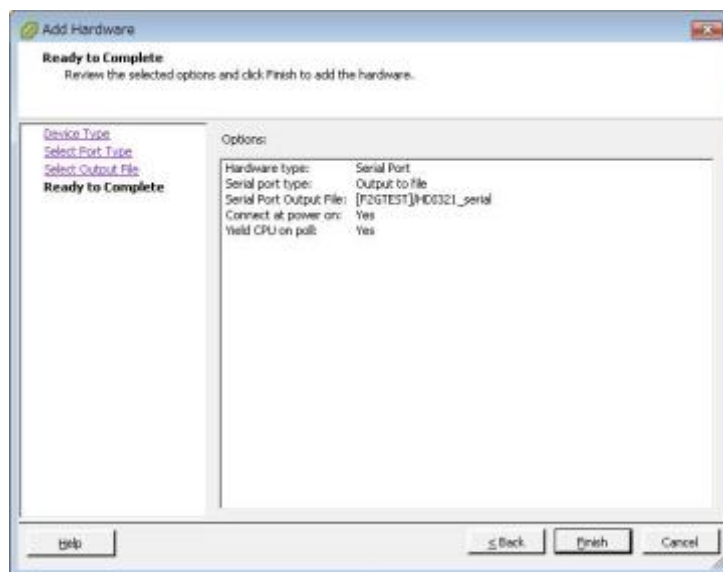 Add Hardware
Ready to Complete
Review the selected options and click Finish to add the hardware.
Device Type
Select Port Type
Select Output File
Ready to Complete
Options:
Hardware type: Serial Port
Serial port type: Output to file
Serial Port Output File: [F2GTEST]/HDI321_serial
Connect at power on: Yes
Yield CPU on poll: Yes
Help
≤ Back
Finish
Cancel